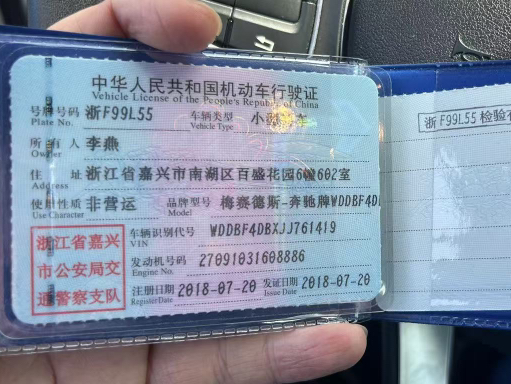 中华人民共和国机动车行驶证
Vehicle License of the People's Republic of China
号牌号码 浙F99L55 车辆类型 小 车
Plate No. Vehicle Type
所有人 李燕
Owner
住 址 浙江省嘉兴市南湖区百盛花园6幢602室
Address
使用性质 非营运 品牌型号 梅赛德斯-奔驰牌WDDBF4D
Use Character Model
浙江省嘉兴市公安局交通警察支队
车辆识别代号 WDDBF4DBXJJ761419
VIN
发动机号码 27091031608886
Engine No.
注册日期 2018-07-20 发证日期 2018-07-20
Register Date Issue Date
浙F99L55 检验有